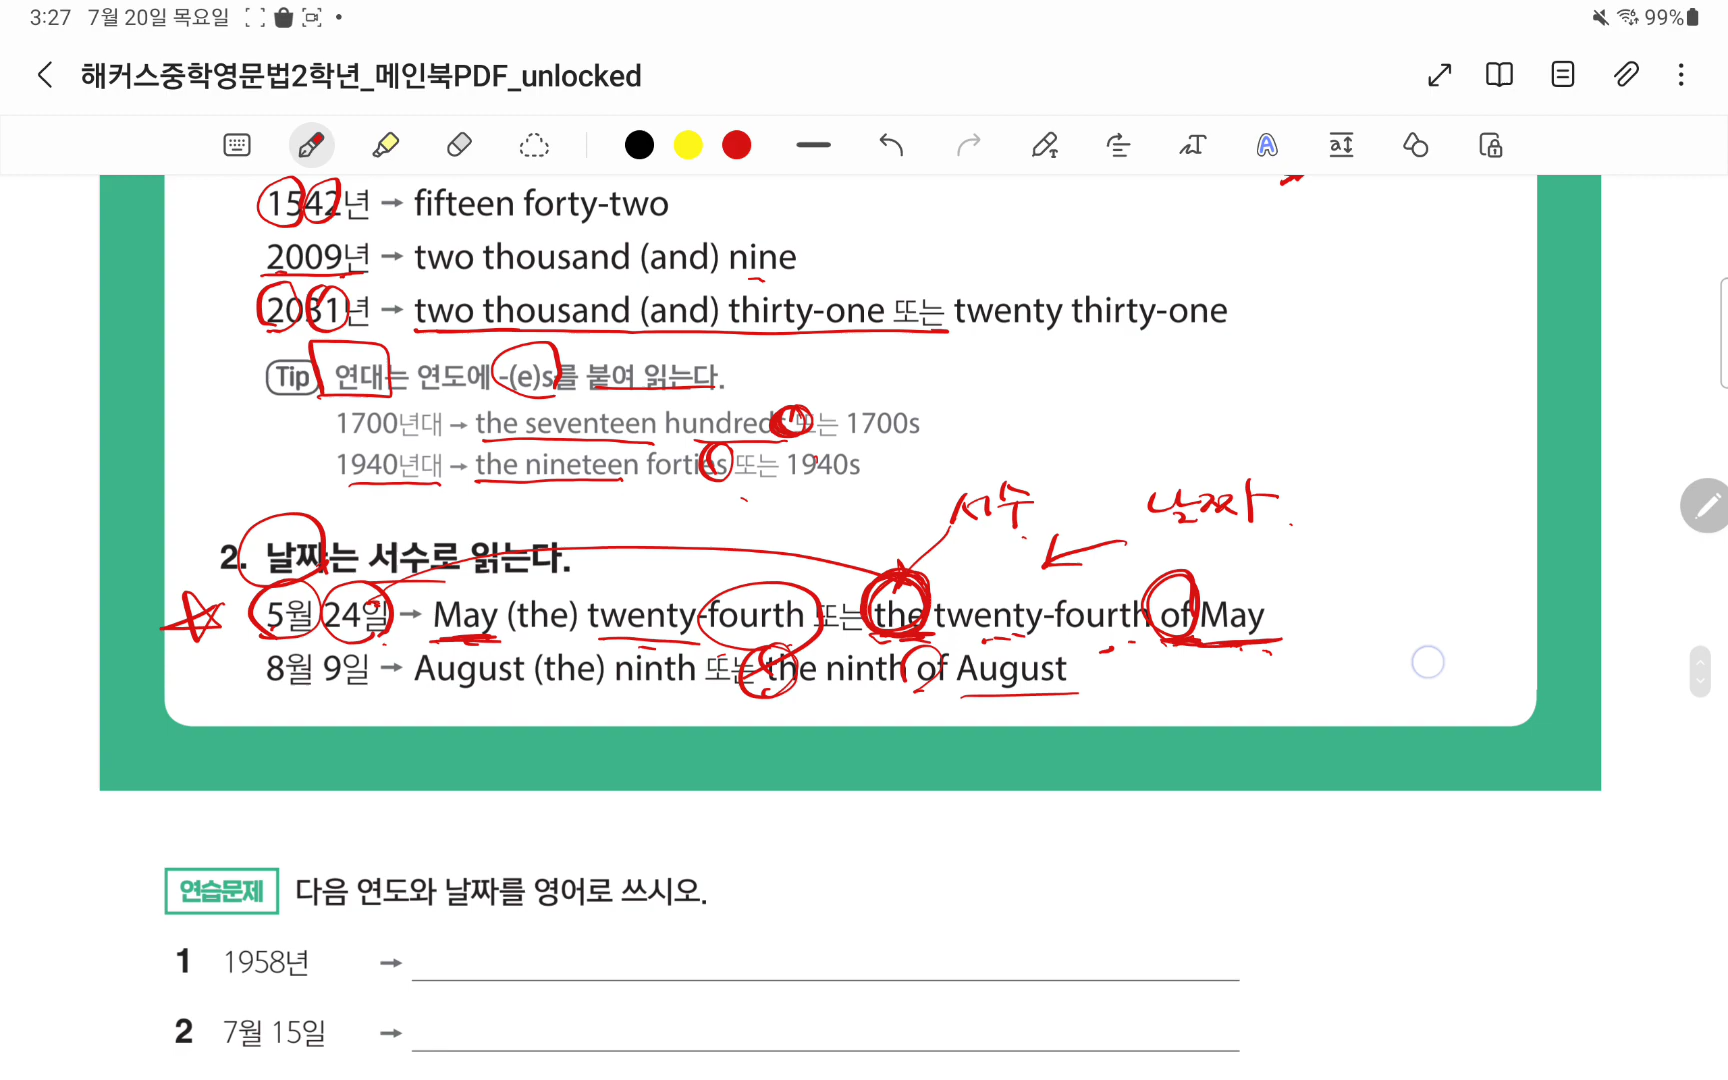 3:27 7월 20일 목요일 99%
해커스중학영문법2학년_메인북PDF_unlocked
1542년 → fifteen forty-two
2009년 → two thousand (and) nine
2031년 → two thousand (and) thirty-one 또는 twenty thirty-one
Tip 연대는 연도에 -(e)s를 붙여 읽는다.
1700년대 → the seventeen hundreds 또는 1700s
1940년대 → the nineteen forties 또는 1940s
서수 날짜
2. 날짜는 서수로 읽는다.
5월 24일 → May (the) twenty-fourth 또는 the twenty-fourth of May
8월 9일 → August (the) ninth 또는 the ninth of August
연습문제 다음 연도와 날짜를 영어로 쓰시오.
1 1958년 →
2 7월 15일 →